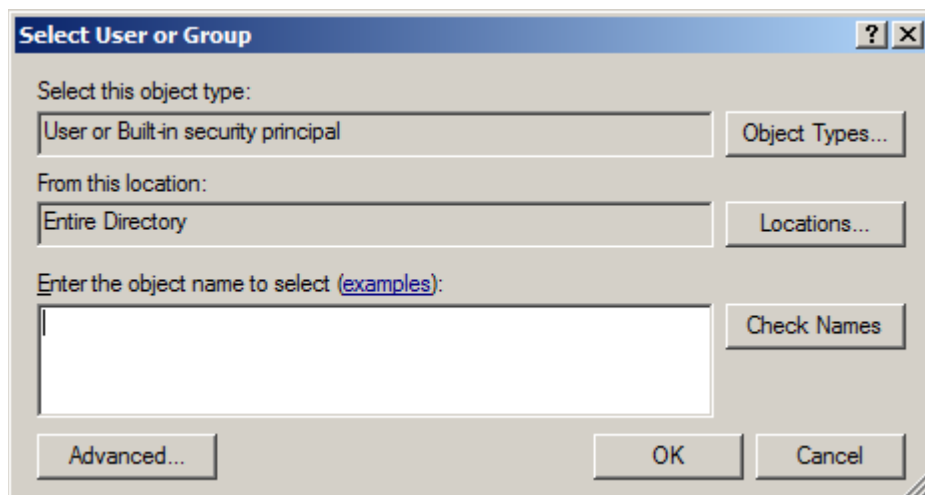 Select User or Group
Select this object type:
User or Built-in security principal
Object Types...
From this location:
Entire Directory
Locations...
Enter the object name to select (examples):
Check Names
Advanced...
OK
Cancel